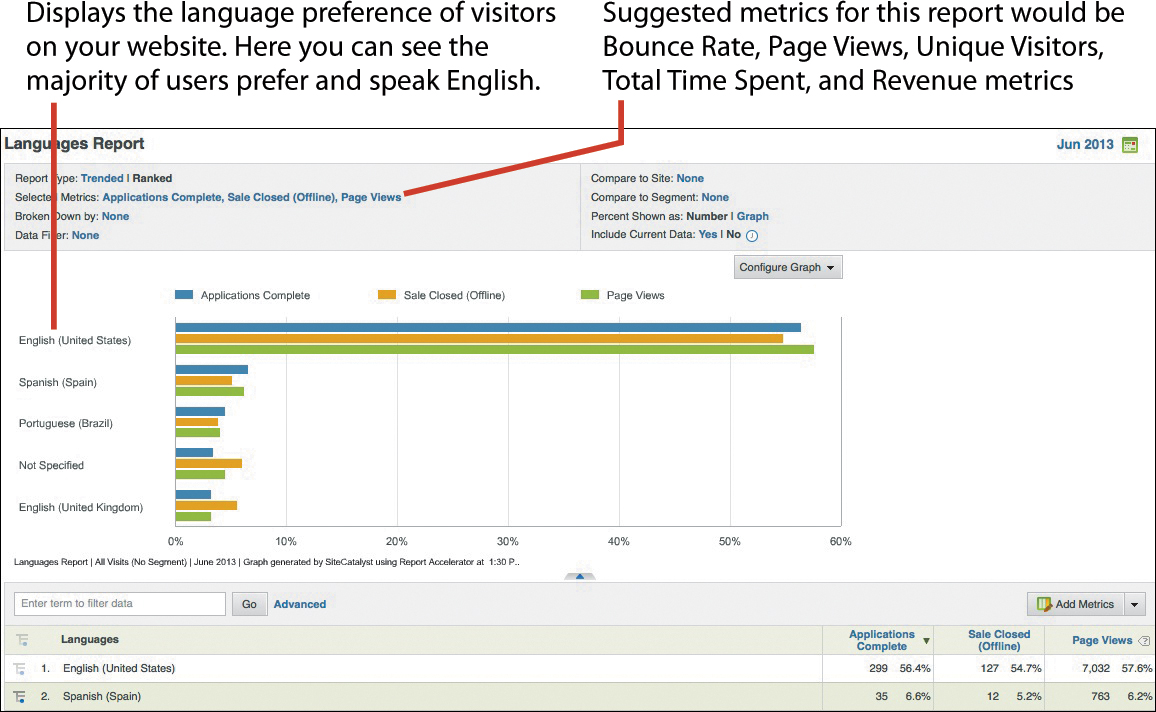 Displays the language preference of visitors
on your website. Here you can see the
majority of users prefer and speak English.
Suggested metrics for this report would be
Bounce Rate, Page Views, Unique Visitors,
Total Time Spent, and Revenue metrics
Languages Report
Jun 2013
Report Type: Trended | Ranked
Selected Metrics: Applications Complete, Sale Closed (Offline), Page Views
Broken Down by: None
Data Filter: None
Compare to Site: None
Compare to Segment: None
Percent Shown as: Number | Graph
Include Current Data: Yes | No i
Configure Graph
Applications Complete Sale Closed (Offline) Page Views
English (United States)
Spanish (Spain)
Portuguese (Brazil)
Not Specified
English (United Kingdom)
0% 10% 20% 30% 40% 50% 60%
Languages Report | All Visits (No Segment) | June 2013 | Graph generated by SiteCatalyst using Report Accelerator at 1:30 P..
Enter term to filter data Go Advanced Add Metrics
Languages Applications Complete Sale Closed (Offline) Page Views ?
1. English (United States) 299 56.4% 127 54.7% 7,032 57.6%
2. Spanish (Spain) 35 6.6% 12 5.2% 763 6.2%